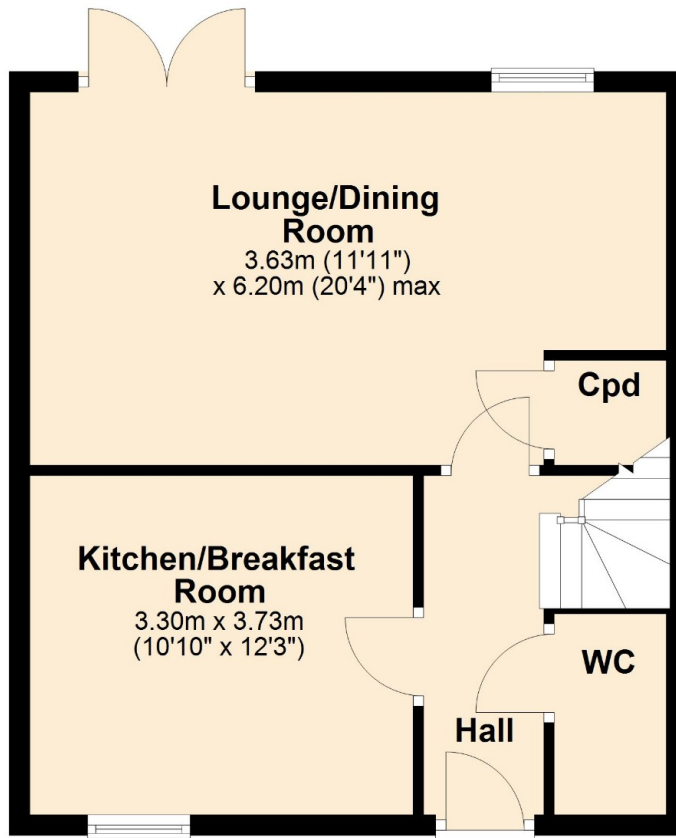 Lounge/Dining
Room
3.63m (11'11")
x 6.20m (20'4") max
Cpd
Kitchen/Breakfast
Room
3.30m x 3.73m
(10'10" x 12'3")
WC
Hall